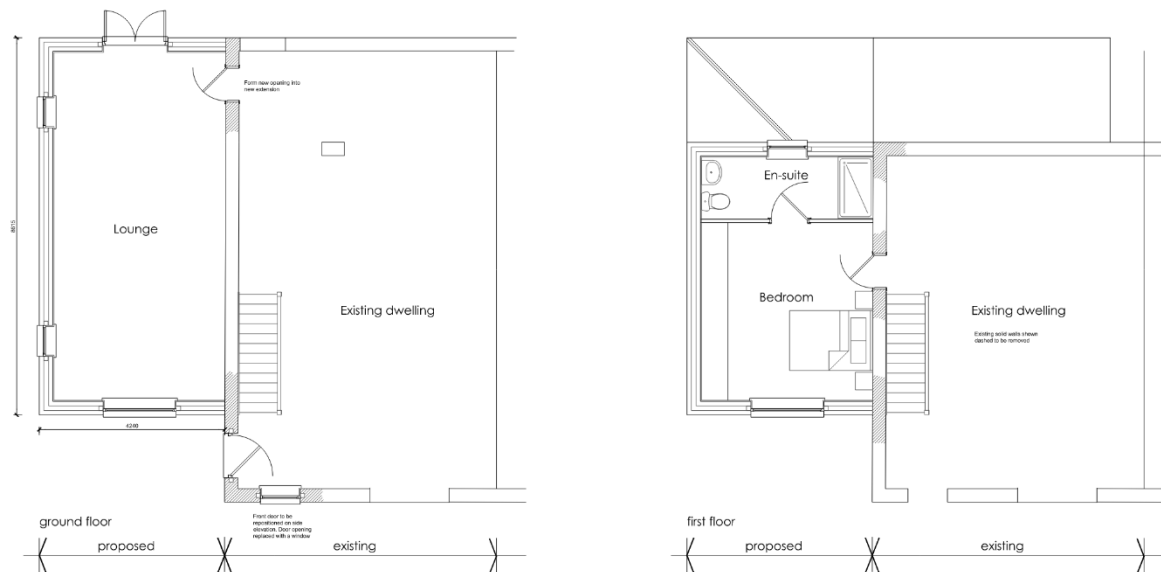 Form new opening into
new extension
8615
Lounge
Existing dwelling
4240
Front door to be
repositioned on side
elevation. Door opening
replaced with a window
ground floor
proposed
existing
En-suite
Bedroom
Existing dwelling
Existing solid walls shown
dashed to be removed
first floor
proposed
existing